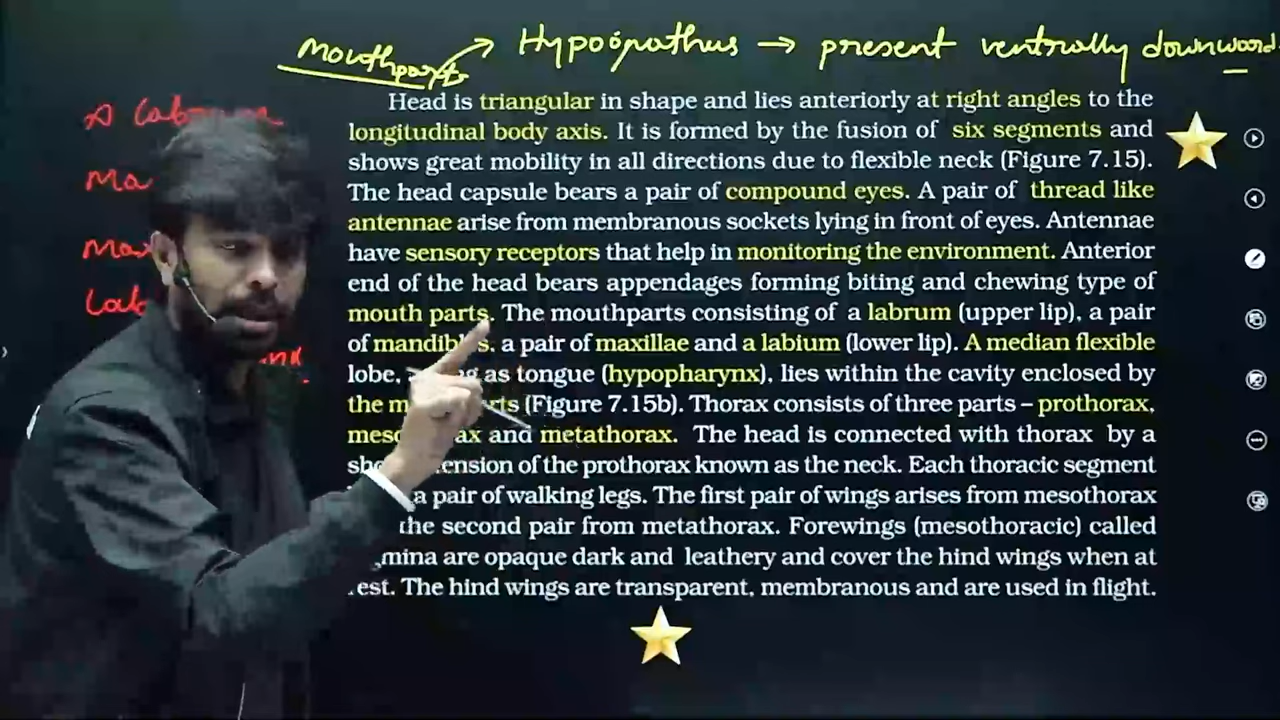 mouthparts → Hypoópathus → present ventrally downward
A Labrum
Ma
Max
Lab
Head is triangular in shape and lies anteriorly at right angles to the
longitudinal body axis. It is formed by the fusion of six segments and
shows great mobility in all directions due to flexible neck (Figure 7.15).
The head capsule bears a pair of compound eyes. A pair of thread like
antennae arise from membranous sockets lying in front of eyes. Antennae
have sensory receptors that help in monitoring the environment. Anterior
end of the head bears appendages forming biting and chewing type of
mouth parts. The mouthparts consisting of a labrum (upper lip), a pair
of mandibles, a pair of maxillae and a labium (lower lip). A median flexible
lobe, as tongue (hypopharynx), lies within the cavity enclosed by
the (Figure 7.15b). Thorax consists of three parts – prothorax,
and metathorax. The head is connected with thorax by a
of the prothorax known as the neck. Each thoracic segment
a pair of walking legs. The first pair of wings arises from mesothorax
the second pair from metathorax. Forewings (mesothoracic) called
mina are opaque dark and leathery and cover the hind wings when at
rest. The hind wings are transparent, membranous and are used in flight.